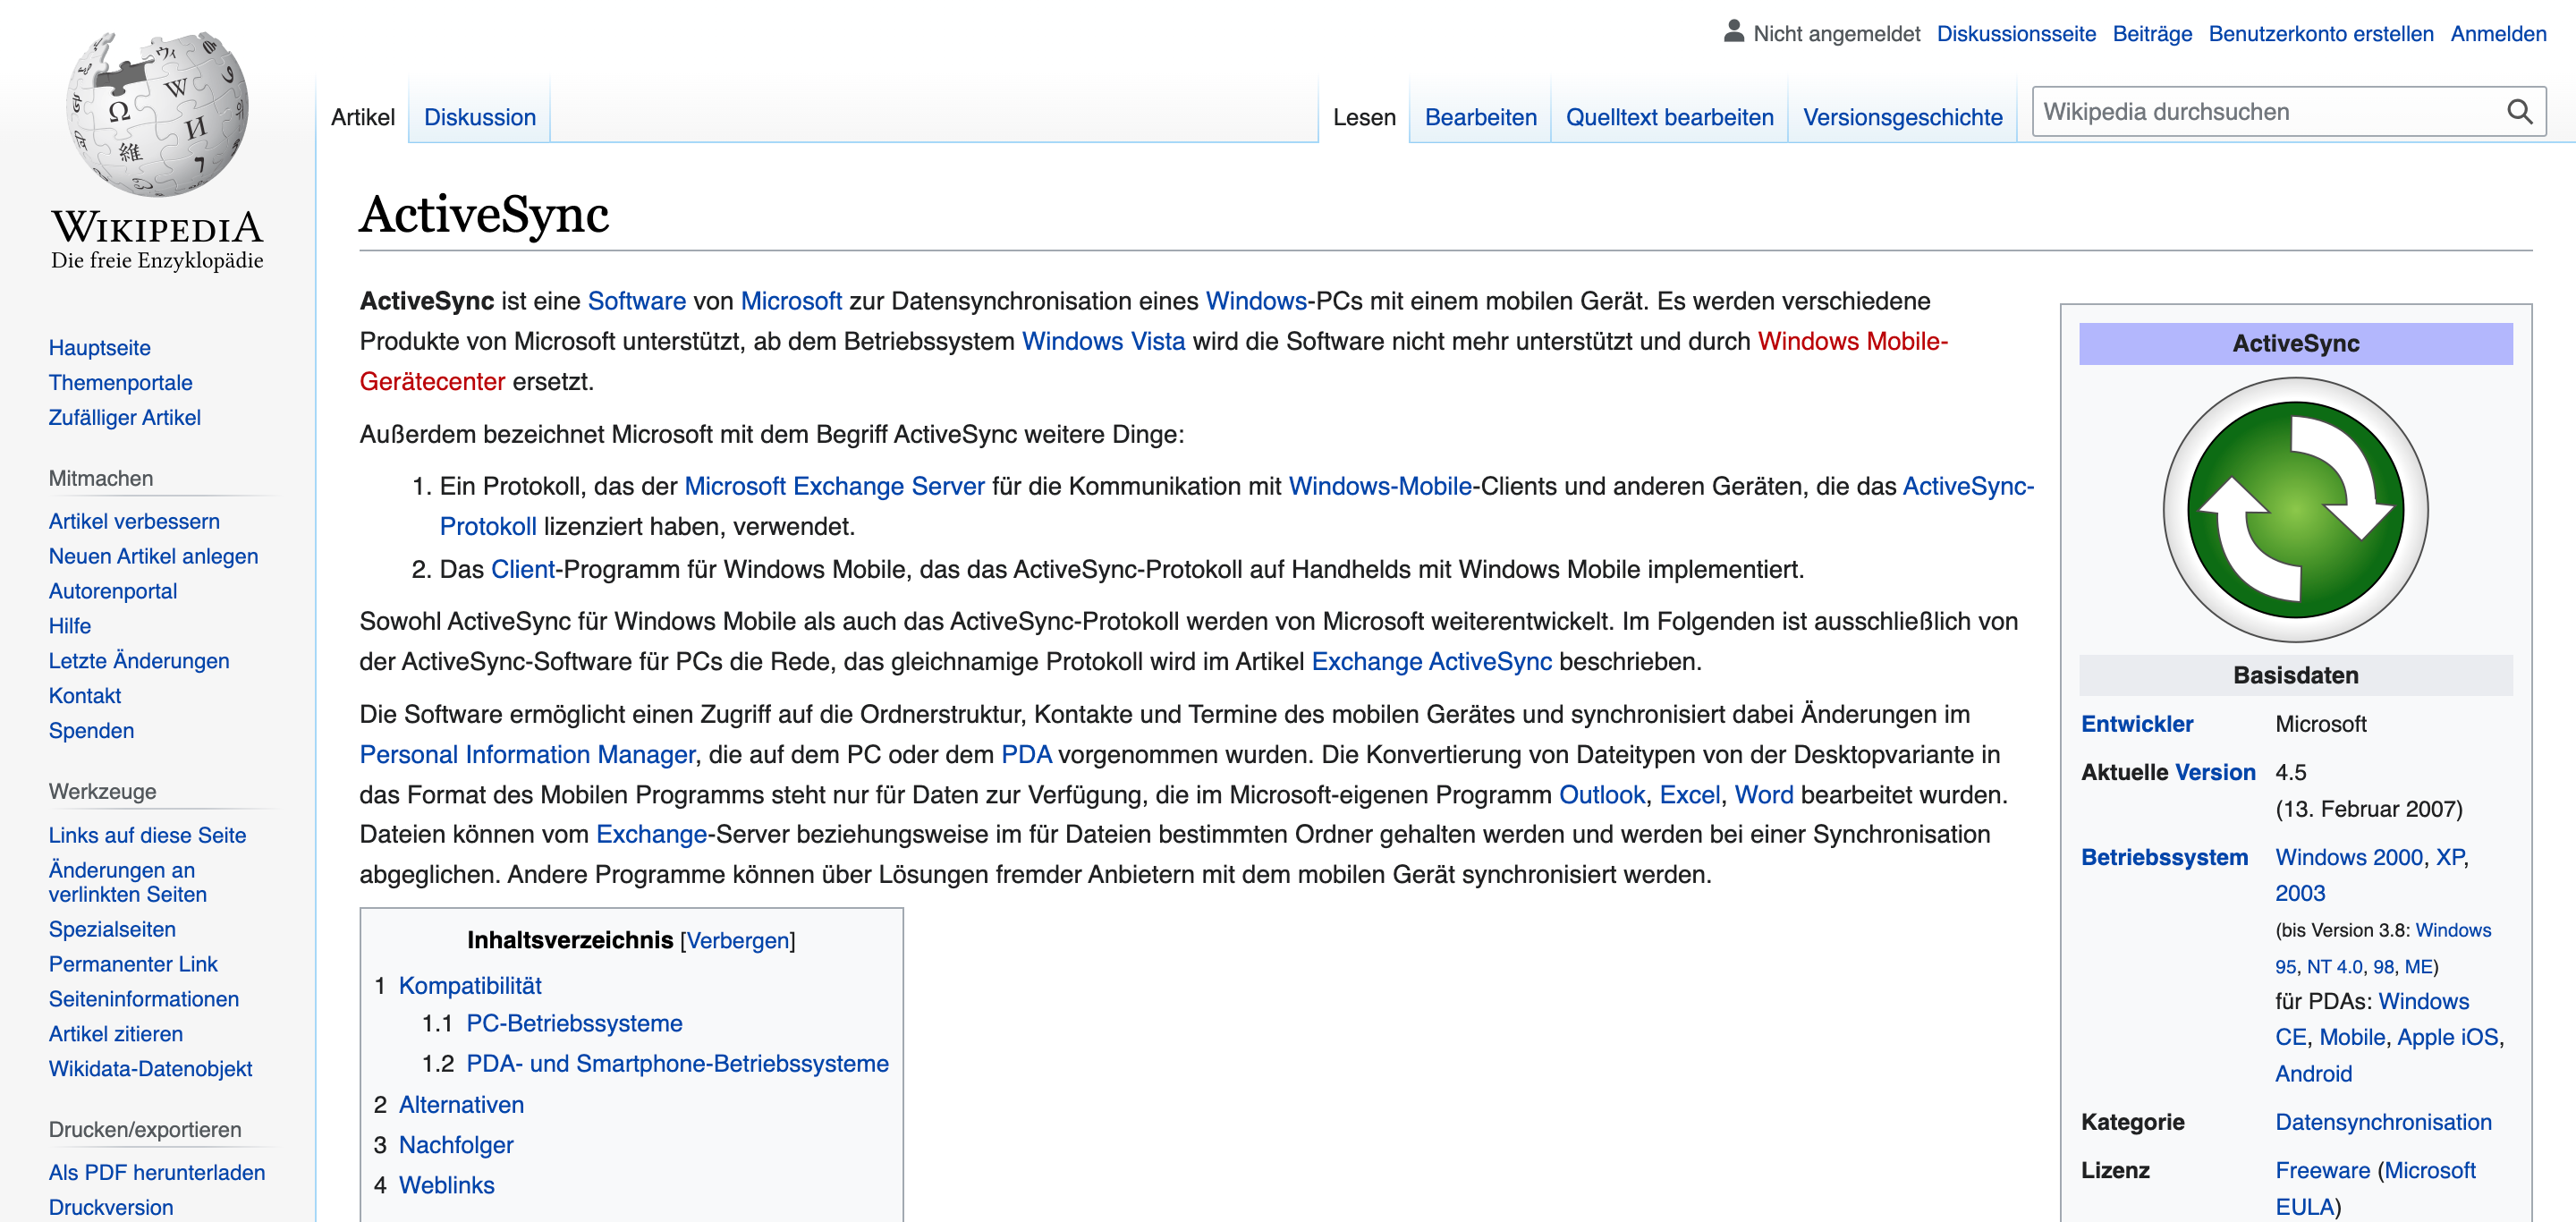 Nicht angemeldet Diskussionsseite Beiträge Benutzerkonto erstellen Anmelden
Artikel Diskussion Lesen Bearbeiten Quelltext bearbeiten Versionsgeschichte Wikipedia durchsuchen
WIKIPEDIA
Die freie Enzyklopädie
Hauptseite
Themenportale
Zufälliger Artikel
Mitmachen
Artikel verbessern
Neuen Artikel anlegen
Autorenportal
Hilfe
Letzte Änderungen
Kontakt
Spenden
Werkzeuge
Links auf diese Seite
Änderungen an
verlinkten Seiten
Spezialseiten
Permanenter Link
Seiteninformationen
Artikel zitieren
Wikidata-Datenobjekt
Drucken/exportieren
Als PDF herunterladen
Druckversion
ActiveSync
ActiveSync ist eine Software von Microsoft zur Datensynchronisation eines Windows-PCs mit einem mobilen Gerät. Es werden verschiedene
Produkte von Microsoft unterstützt, ab dem Betriebssystem Windows Vista wird die Software nicht mehr unterstützt und durch Windows Mobile-
Gerätecenter ersetzt.
Außerdem bezeichnet Microsoft mit dem Begriff ActiveSync weitere Dinge:
1. Ein Protokoll, das der Microsoft Exchange Server für die Kommunikation mit Windows-Mobile-Clients und anderen Geräten, die das ActiveSync-
Protokoll lizenziert haben, verwendet.
2. Das Client-Programm für Windows Mobile, das das ActiveSync-Protokoll auf Handhelds mit Windows Mobile implementiert.
Sowohl ActiveSync für Windows Mobile als auch das ActiveSync-Protokoll werden von Microsoft weiterentwickelt. Im Folgenden ist ausschließlich von
der ActiveSync-Software für PCs die Rede, das gleichnamige Protokoll wird im Artikel Exchange ActiveSync beschrieben.
Die Software ermöglicht einen Zugriff auf die Ordnerstruktur, Kontakte und Termine des mobilen Gerätes und synchronisiert dabei Änderungen im
Personal Information Manager, die auf dem PC oder dem PDA vorgenommen wurden. Die Konvertierung von Dateitypen von der Desktopvariante in
das Format des Mobilen Programms steht nur für Daten zur Verfügung, die im Microsoft-eigenen Programm Outlook, Excel, Word bearbeitet wurden.
Dateien können vom Exchange-Server beziehungsweise im für Dateien bestimmten Ordner gehalten werden und werden bei einer Synchronisation
abgeglichen. Andere Programme können über Lösungen fremder Anbietern mit dem mobilen Gerät synchronisiert werden.
Inhaltsverzeichnis [Verbergen]
1 Kompatibilität
1.1 PC-Betriebssysteme
1.2 PDA- und Smartphone-Betriebssysteme
2 Alternativen
3 Nachfolger
4 Weblinks
ActiveSync
Basisdaten
Entwickler Microsoft
Aktuelle Version 4.5
(13. Februar 2007)
Betriebssystem Windows 2000, XP,
2003
(bis Version 3.8: Windows
95, NT 4.0, 98, ME)
für PDAs: Windows
CE, Mobile, Apple iOS,
Android
Kategorie Datensynchronisation
Lizenz Freeware (Microsoft
EULA)